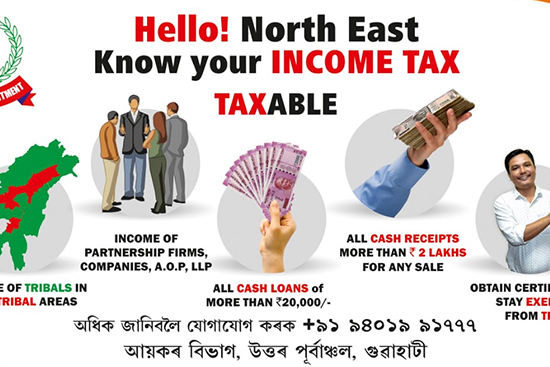 Hello! North East
Know your INCOME TAX
TAXABLE
INCOME OF
PARTNERSHIP FIRMS,
COMPANIES, A.O.P, LLP
ALL CASH LOANS of
MORE THAN ₹20,000/-
ALL CASH RECEIPTS
MORE THAN ₹ 2 LAKHS
FOR ANY SALE
E OF TRIBALS IN
TRIBAL AREAS
OBTAIN CERTI
STAY EXE
FROM T
অধিক জানিবলৈ যোগাযোগ কৰক +৯১ ৯৪০১৯ ৯১৭৭৭
আয়কৰ বিভাগ, উত্তৰ পূৰ্বাঞ্চল, গুৱাহাটী